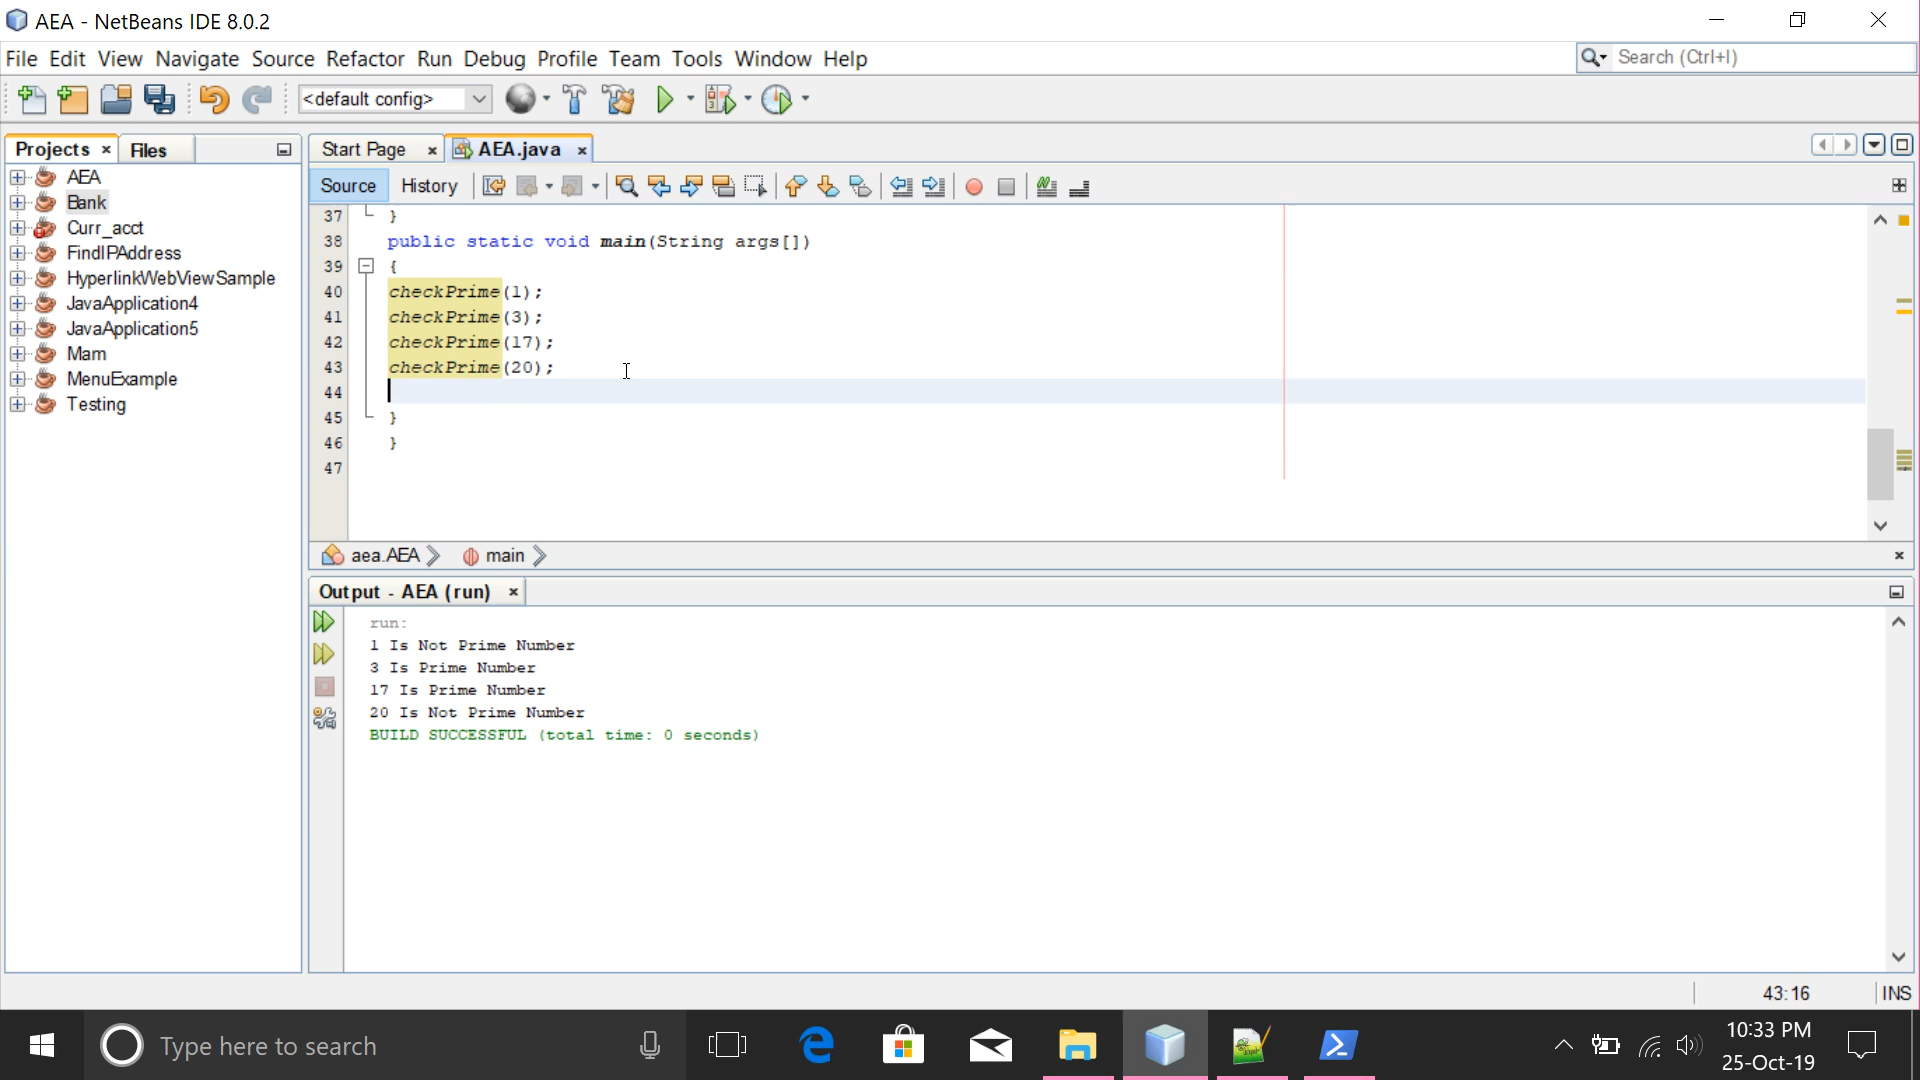 AEA - NetBeans IDE 8.0.2
File Edit View Navigate Source Refactor Run Debug Profile Team Tools Window Help
Search (Ctrl+I)
<default config>
Projects
Files
AEA
Bank
Curr_acct
FindIPAddress
HyperlinkWebViewSample
JavaApplication4
JavaApplication5
Mam
MenuExample
Testing
Start Page
AEA.java
Source
History
37 }
38 public static void main(String args[])
39 {
40 checkPrime(1);
41 checkPrime(3);
42 checkPrime(17);
43 checkPrime(20);
44
45 }
46 }
47
aea.AEA
main
Output - AEA (run)
run:
1 Is Not Prime Number
3 Is Prime Number
17 Is Prime Number
20 Is Not Prime Number
BUILD SUCCESSFUL (total time: 0 seconds)
43:16
INS
Type here to search
10:33 PM
25-Oct-19